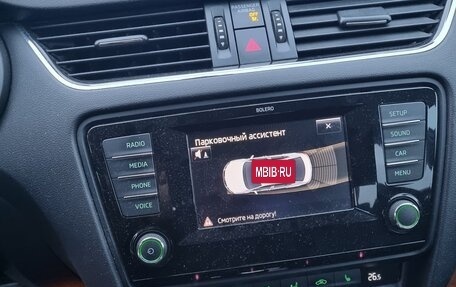 PASSENGER
AIR BAG
OFF
BOLERO
RADIO
MEDIA
PHONE
VOICE
Парковочный ассистент
MBIB.RU
Смотрите на дорогу!
SETUP
SOUND
CAR
MENU
26.5